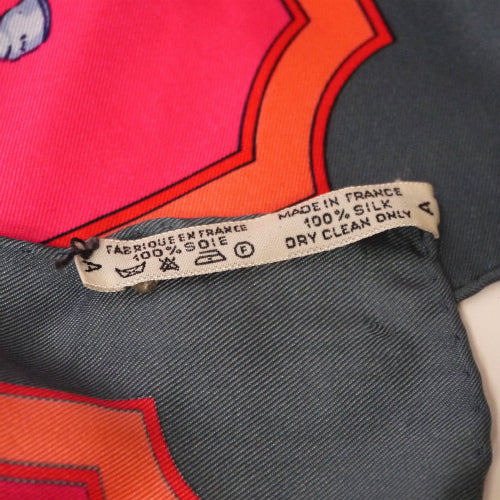 A
FABRIQUE EN FRANCE
100% SOIE
F
MADE IN FRANCE
100% SILK
DRY CLEAN ONLY
A